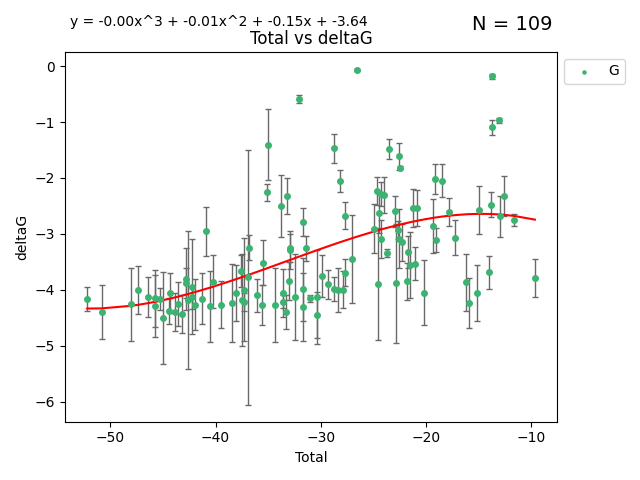 y = -0.00x^3 + -0.01x^2 + -0.15x + -3.64
N = 109
Total vs deltaG
G
deltaG
0
−1
−2
−3
−4
−5
−6
−50
−40
−30
−20
−10
Total